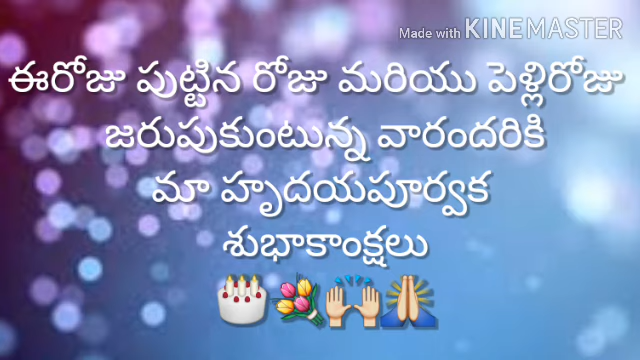 Made with KINEMASTER
ఈరోజు పుట్టిన రోజు మరియు పెళ్లిరోజు
జరుపుకుంటున్న వారందరికి
మా హృదయపూర్వక
శుభాకాంక్షలు
🎂💐🙌🙏